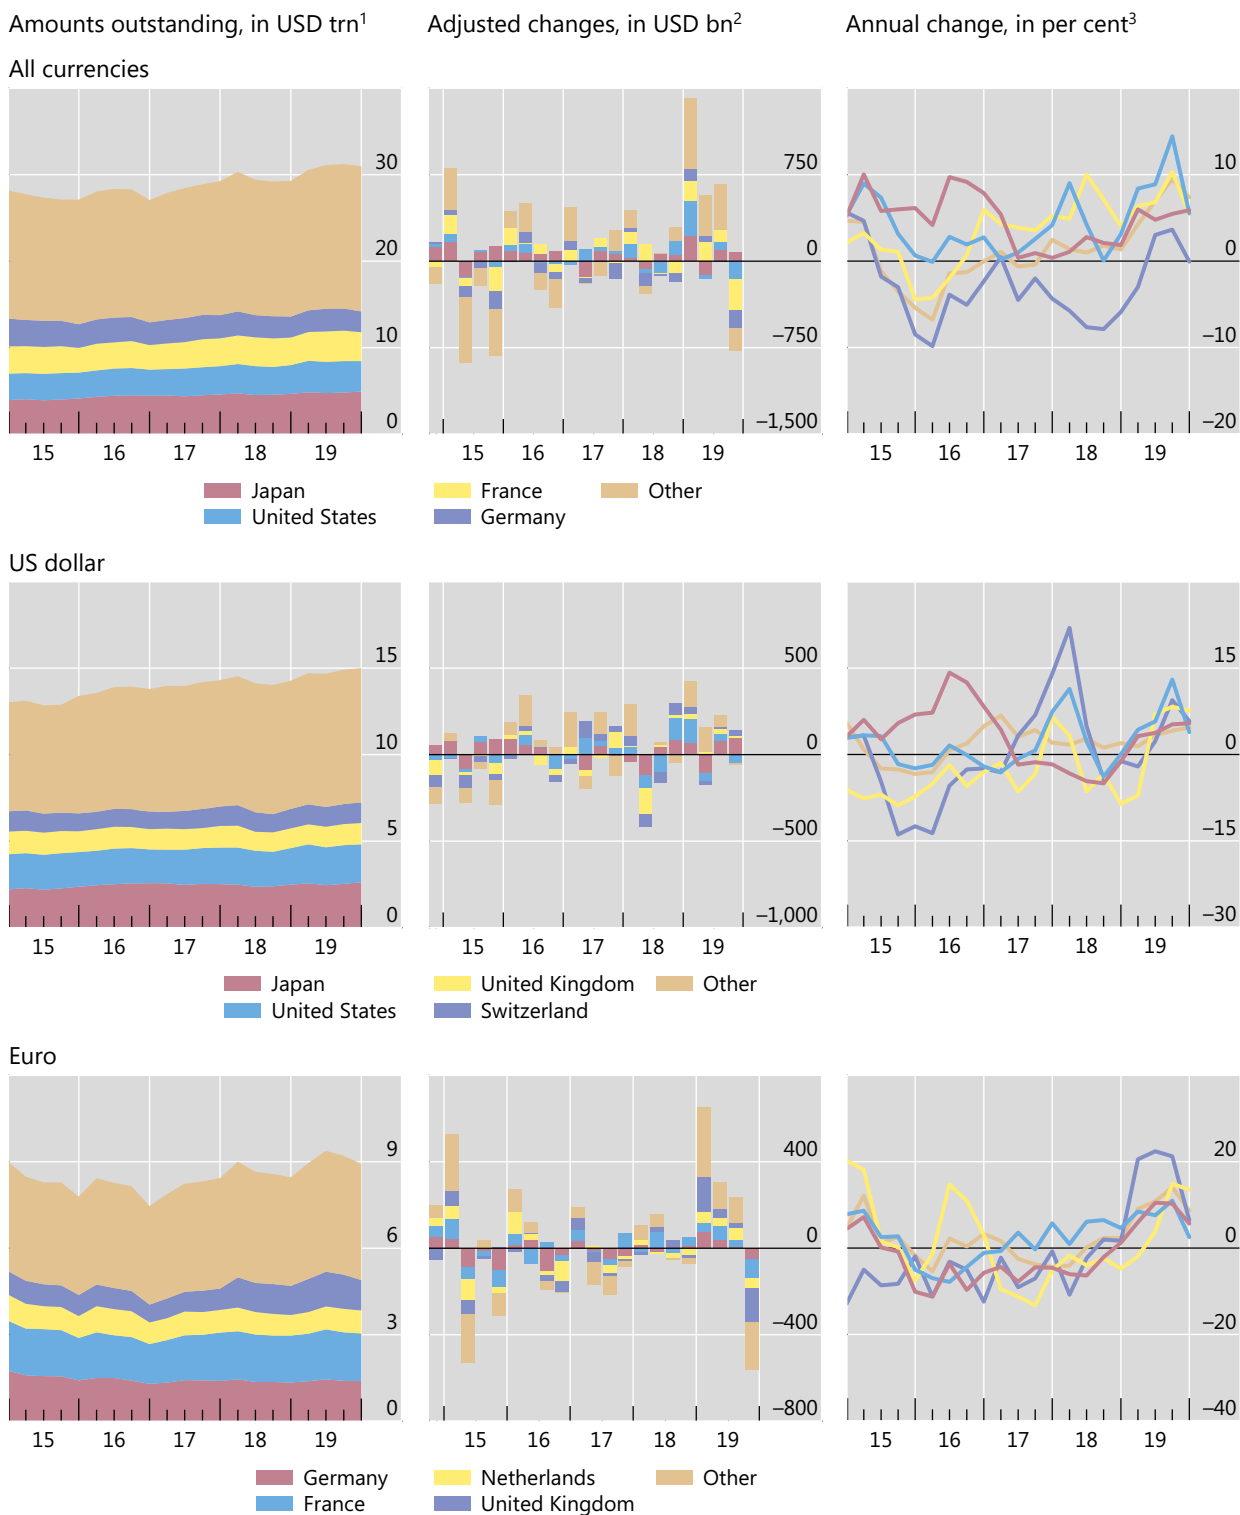 Amounts outstanding, in USD trn¹ Adjusted changes, in USD bn² Annual change, in per cent³
All currencies
30 750 10
20 0 0
10 –750 –10
0 –1,500 –20
15 16 17 18 19 15 16 17 18 19 15 16 17 18 19
Japan France Other
United States Germany
US dollar
15 500 15
10 0 0
5 –500 –15
0 –1,000 –30
15 16 17 18 19 15 16 17 18 19 15 16 17 18 19
Japan United Kingdom Other
United States Switzerland
Euro
9 400 20
6 0 0
3 –400 –20
0 –800 –40
15 16 17 18 19 15 16 17 18 19 15 16 17 18 19
Germany Netherlands Other
France United Kingdom